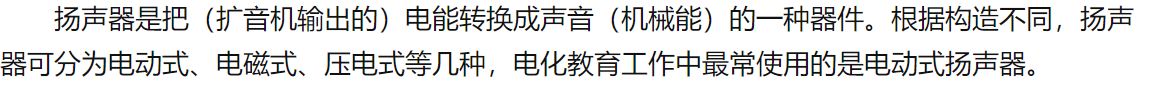 扬声器是把（扩音机输出的）电能转换成声音（机械能）的一种器件。根据构造不同，扬声
器可分为电动式、电磁式、压电式等几种，电化教育工作中最常使用的是电动式扬声器。